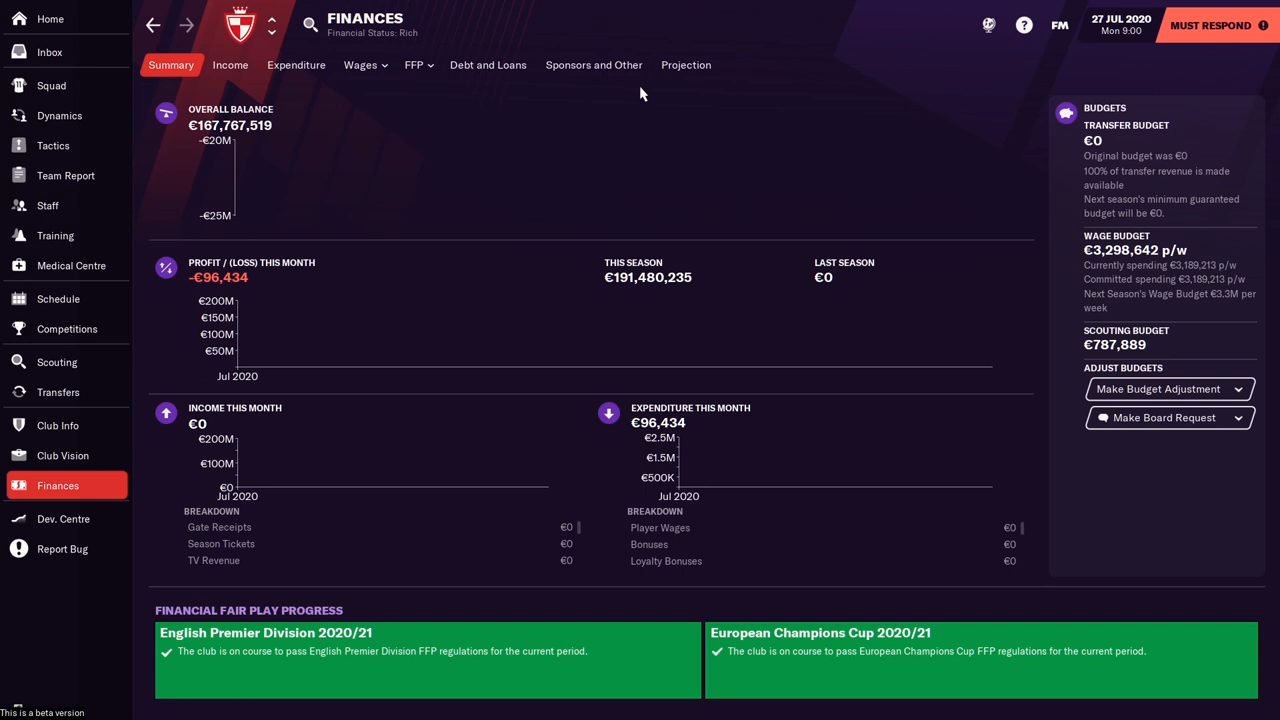 Home
Inbox
Squad
Dynamics
Tactics
Team Report
Staff
Training
Medical Centre
Schedule
Competitions
Scouting
Transfers
Club Info
Club Vision
Finances
Dev. Centre
Report Bug
This is a beta version
FINANCES
Financial Status: Rich
FM
27 JUL 2020
Mon 9:00
MUST RESPOND
Summary
Income
Expenditure
Wages
FFP
Debt and Loans
Sponsors and Other
Projection
OVERALL BALANCE
€167,767,519
-€20M
-€25M
PROFIT / (LOSS) THIS MONTH
-€96,434
THIS SEASON
€191,480,235
LAST SEASON
€0
€200M
€150M
€100M
€50M
Jul 2020
INCOME THIS MONTH
€0
€200M
€100M
€0
Jul 2020
BREAKDOWN
Gate Receipts €0
Season Tickets €0
TV Revenue €0
EXPENDITURE THIS MONTH
€96,434
€2.5M
€1.5M
€500K
Jul 2020
BREAKDOWN
Player Wages €0
Bonuses €0
Loyalty Bonuses €0
BUDGETS
TRANSFER BUDGET
€0
Original budget was €0
100% of transfer revenue is made
available
Next season's minimum guaranteed
budget will be €0.
WAGE BUDGET
€3,298,642 p/w
Currently spending €3,189,213 p/w
Committed spending €3,189,213 p/w
Next Season's Wage Budget €3.3M per
week
SCOUTING BUDGET
€787,889
ADJUST BUDGETS
Make Budget Adjustment
Make Board Request
FINANCIAL FAIR PLAY PROGRESS
English Premier Division 2020/21
The club is on course to pass English Premier Division FFP regulations for the current period.
European Champions Cup 2020/21
The club is on course to pass European Champions Cup FFP regulations for the current period.